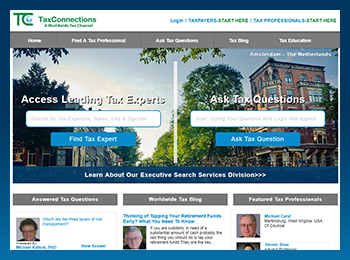 TC TaxConnections
A Worldwide Tax Channel
Login | TAXPAYERS-START HERE | TAX PROFESSIONALS-START HERE
Home Find A Tax Professional Ask Tax Questions Tax Blog Tax Education
Amsterdam - The Netherlands
Access Leading Tax Experts Ask Tax Questions
Search By Tax Expertise, Name, City & Zipcode Start Typing Your Question And Login Will Appear
Find Tax Expert Ask Tax Question
Learn About Our Executive Search Services Division>>>
Answered Tax Questions Worldwide Tax Blog Featured Tax Professionals
Which are the three layers of risk management?
Answered By
Michael Kallum, PhD View Answer
Thinking of Tapping Your Retirement Funds Early? What You Need To Know
If you are suddenly in need of a substantial amount of cash probably the last thing you should do is tap your retirement funds They are the key...
Michael Caryl
Martinsburg, West Virginia, USA
Of Counsel